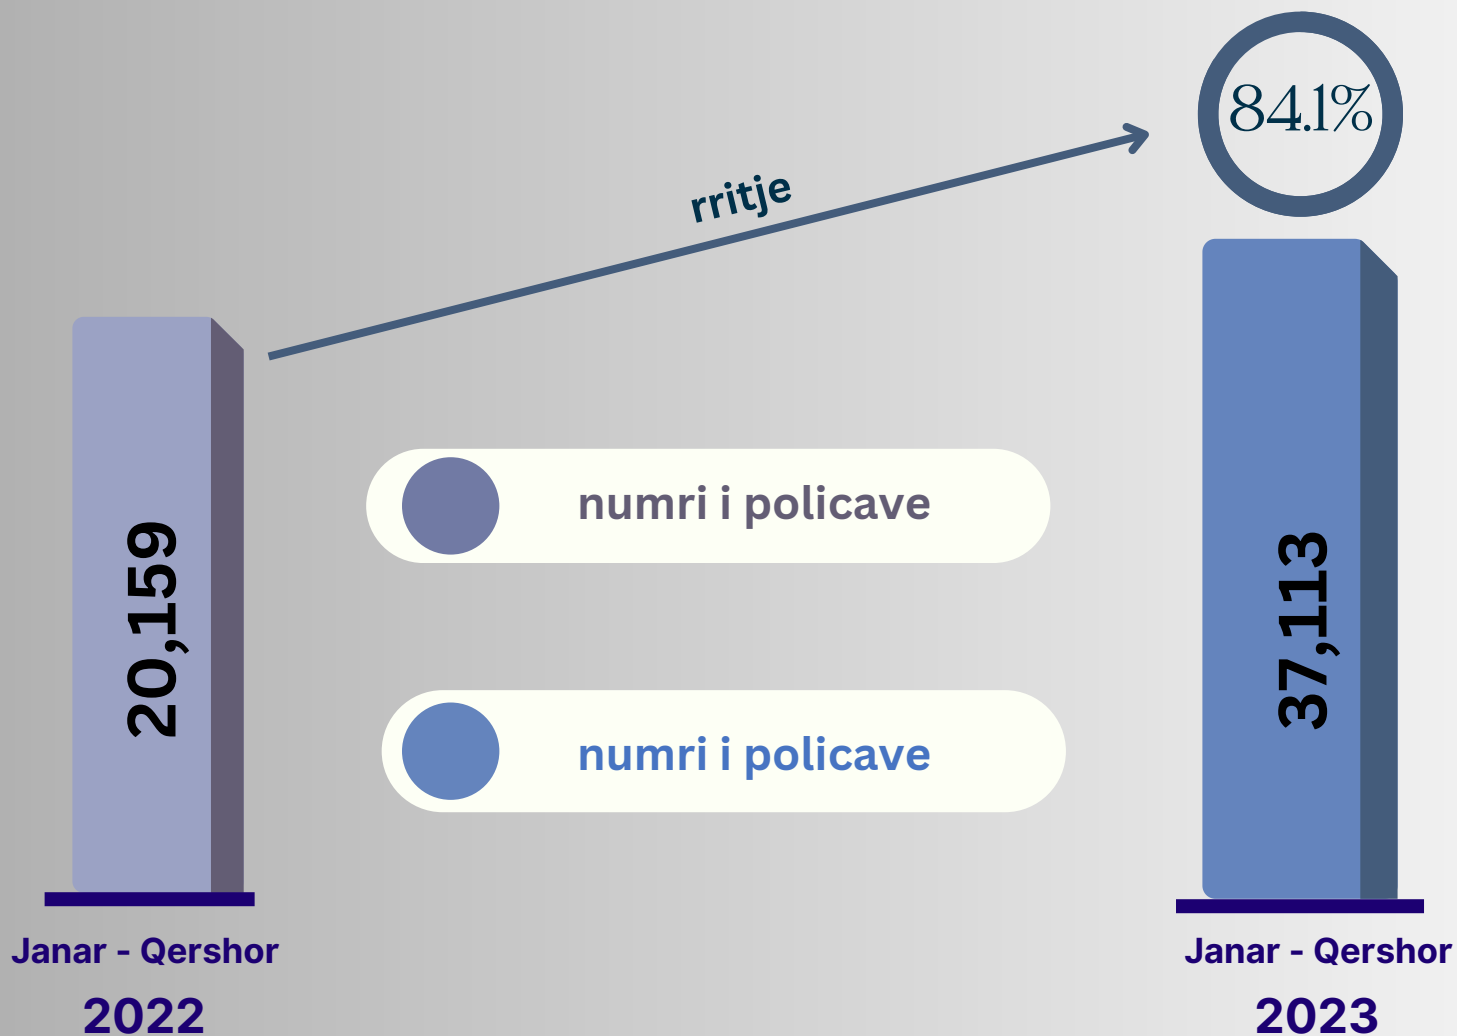 84.1%
rritje
numri i policave
numri i policave
20,159
37,113
Janar - Qershor
2022
Janar - Qershor
2023